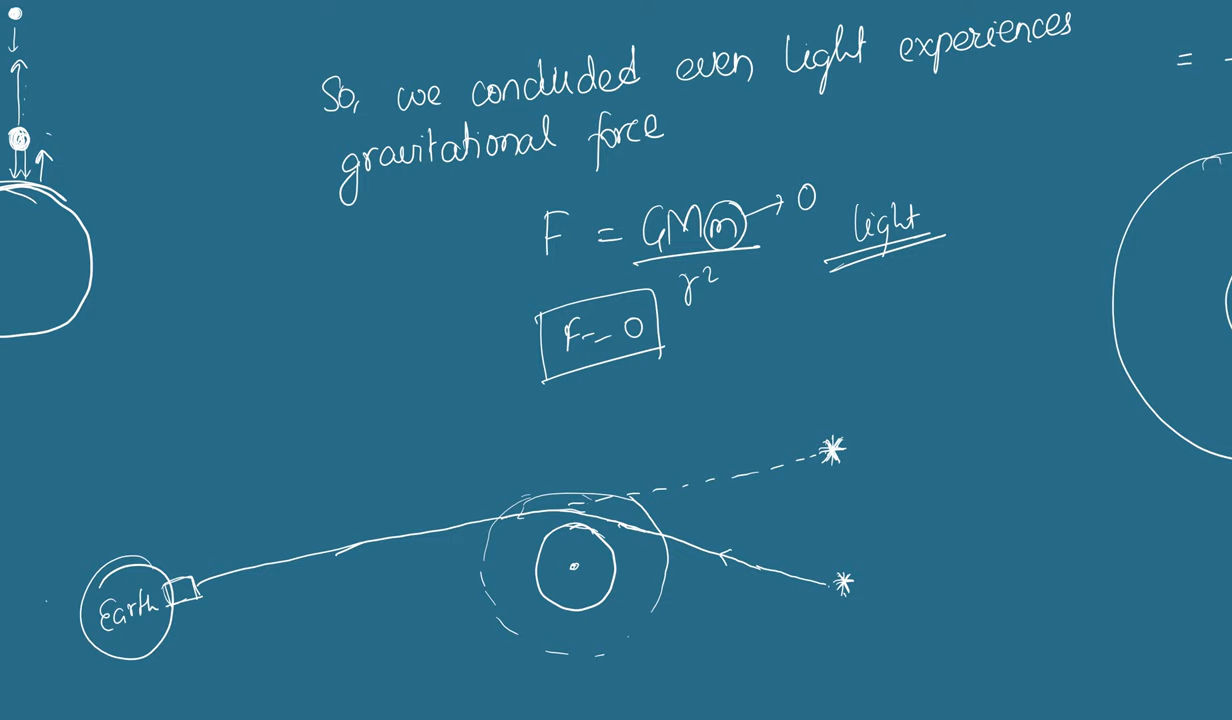 So, we concluded even light experiences
gravitational force
F = GMm → 0 light
r²
F = 0
Earth
=